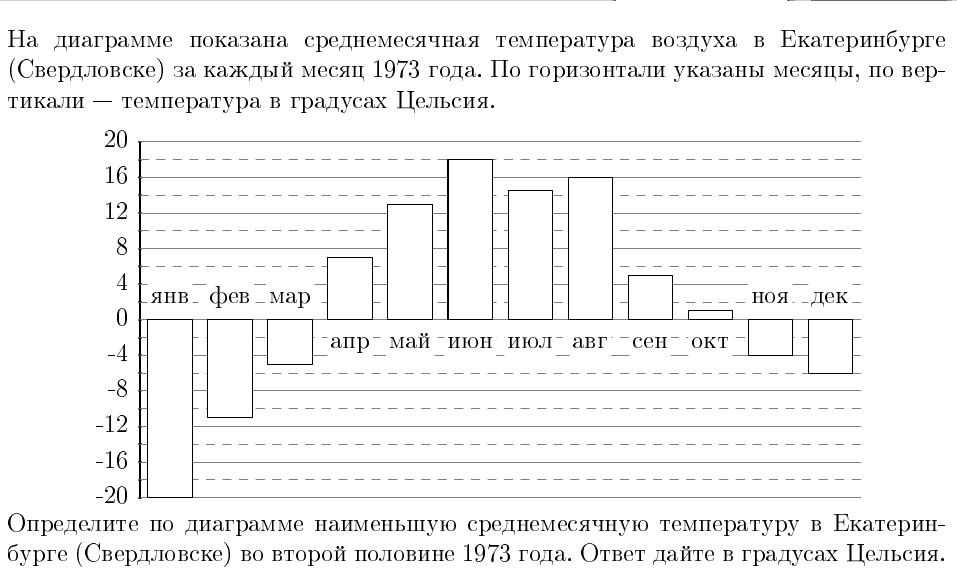 На диаграмме показана среднемесячная температура воздуха в Екатеринбурге
(Свердловске) за каждый месяц 1973 года. По горизонтали указаны месяцы, по вер-
тикали — температура в градусах Цельсия.
20
16
12
8
4
янв фев мар ноя дек
0
апр май июн июл авг сен окт
-4
-8
-12
-16
-20
Определите по диаграмме наименьшую среднемесячную температуру в Екатерин-
бурге (Свердловске) во второй половине 1973 года. Ответ дайте в градусах Цельсия.